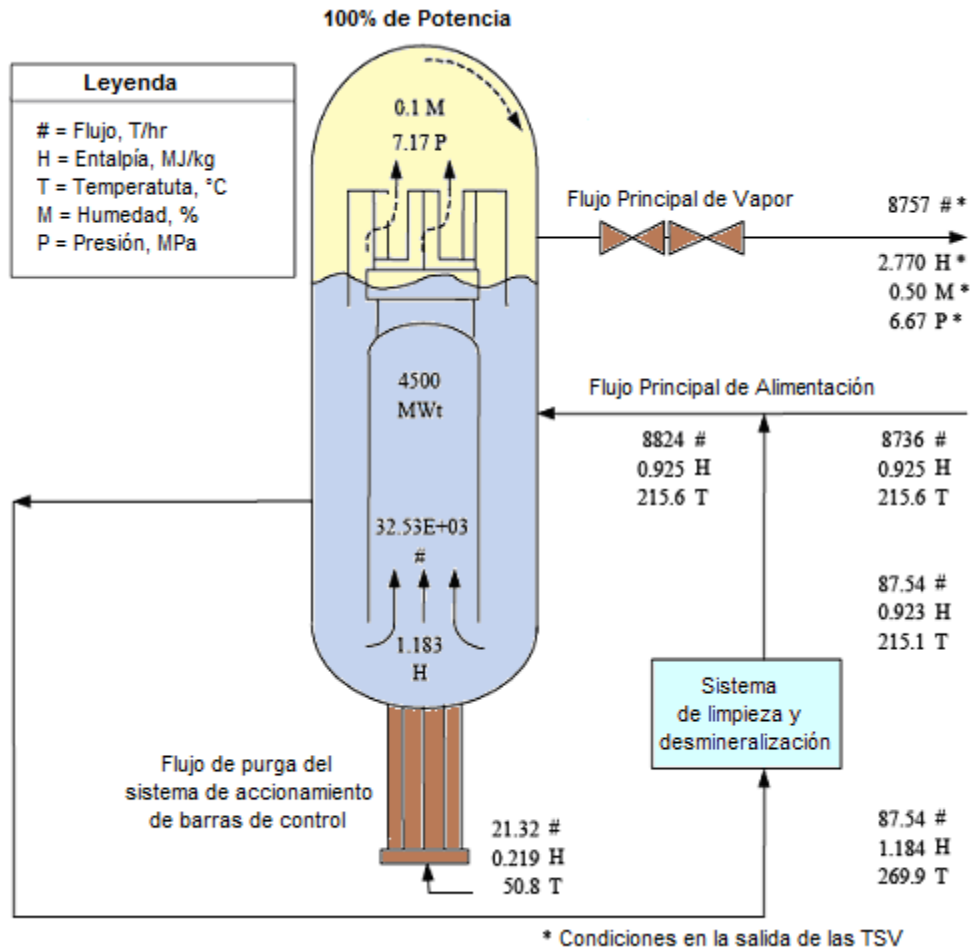 100% de Potencia
Leyenda
# = Flujo, T/hr
H = Entalpía, MJ/kg
T = Temperatuta, °C
M = Humedad, %
P = Presión, MPa
0.1 M
7.17 P
Flujo Principal de Vapor
8757 # *
2.770 H *
0.50 M *
6.67 P *
4500
MWt
Flujo Principal de Alimentación
8824 #
0.925 H
215.6 T
8736 #
0.925 H
215.6 T
32.53E+03
#
87.54 #
0.923 H
215.1 T
1.183
H
Sistema
de limpieza y
desmineralización
Flujo de purga del
sistema de accionamiento
de barras de control
21.32 #
0.219 H
50.8 T
87.54 #
1.184 H
269.9 T
* Condiciones en la salida de las TSV